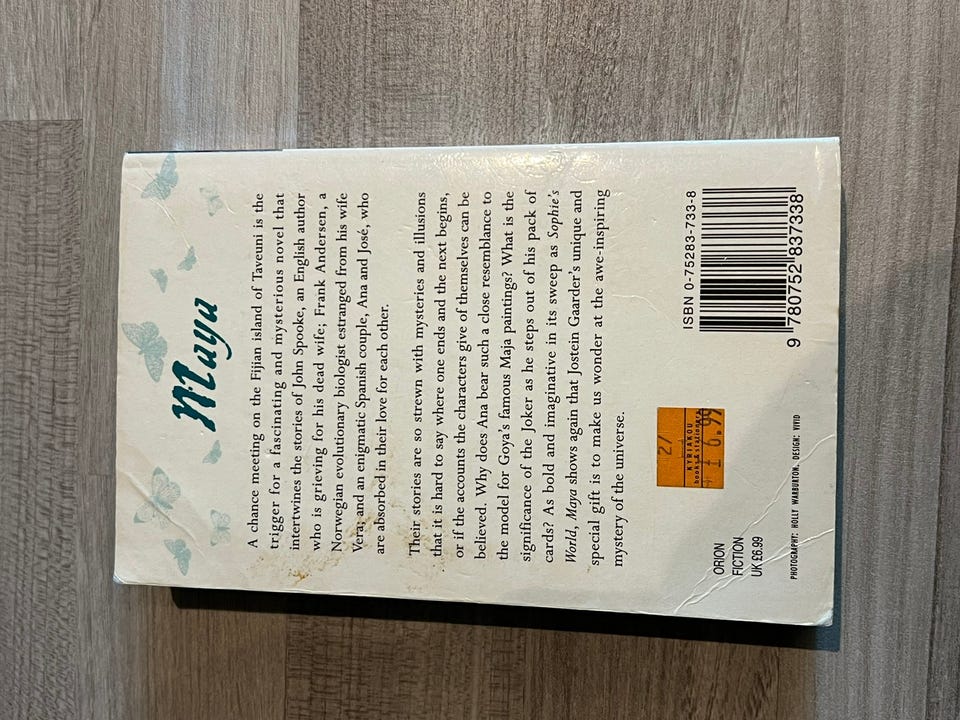 Maya
A chance meeting on the Fijian island of Taveuni is the
trigger for a fascinating and mysterious novel that
intertwines the stories of John Spooke, an English author
who is grieving for his dead wife; Frank Andersen, a
Norwegian evolutionary biologist estranged from his wife
Vera; and an enigmatic Spanish couple, Ana and José, who
are absorbed in their love for each other.
Their stories are so strewn with mysteries and illusions
that it is hard to say where one ends and the next begins,
or if the accounts the characters give of themselves can be
believed. Why does Ana bear such a close resemblance to
the model for Goya's famous Maja paintings? What is the
significance of the Joker as he steps out of his pack of
cards? As bold and imaginative in its sweep as Sophie's
World, Maya shows again that Jostein Gaarder's unique and
special gift is to make us wonder at the awe-inspiring
mystery of the universe.
27
KYRIAKOU
books & stationery
ORION
FICTION
UK £6.99
PHOTOGRAPHY: HOLLY WARBURTON, DESIGN: VIVID
ISBN 0-75283-733-8
9 780752 837338